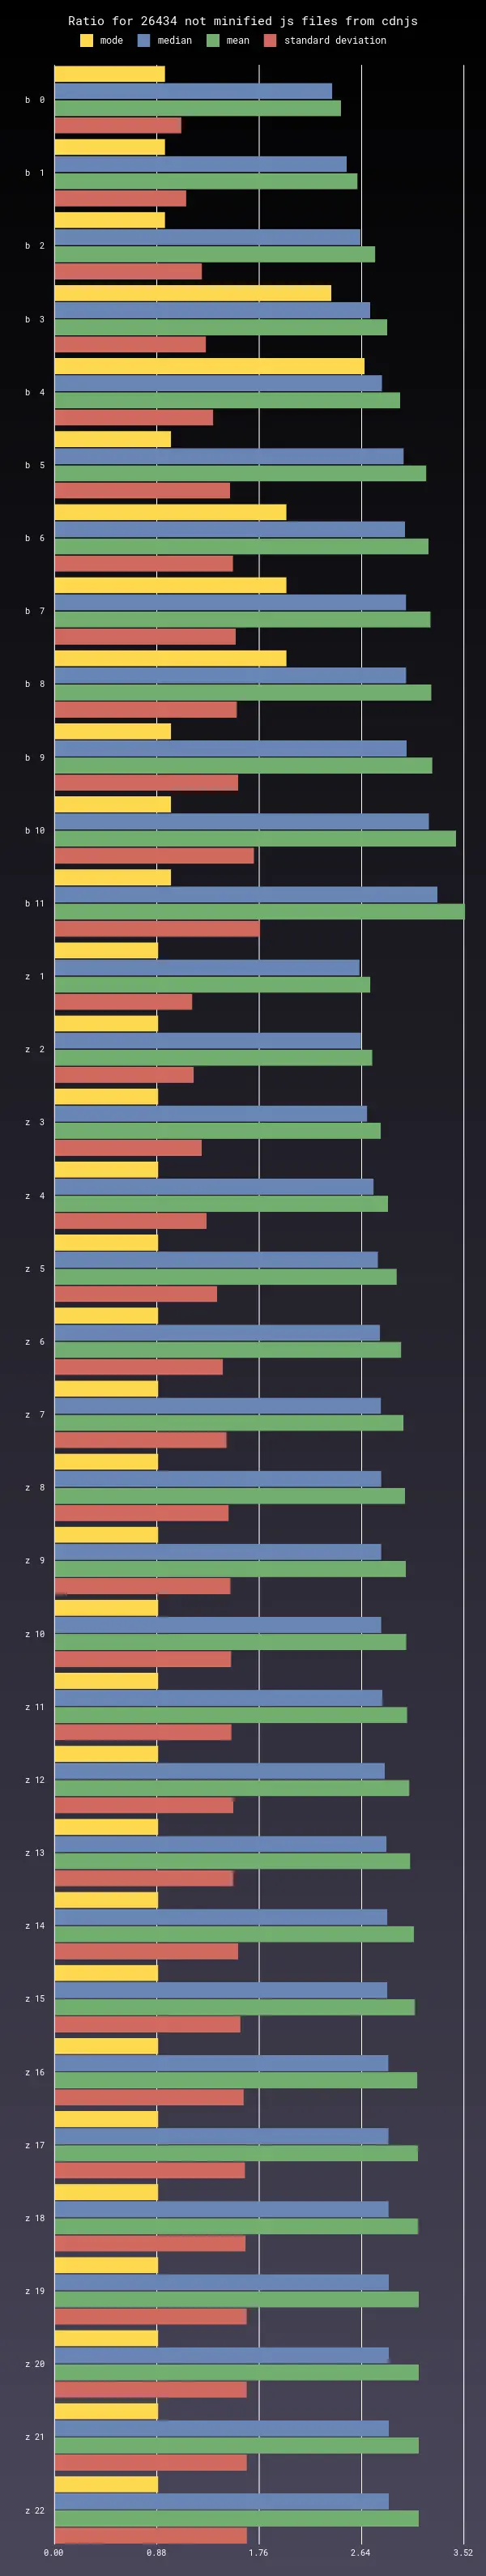 Ratio for 26434 not minified js files from cdnjs
mode median mean standard deviation
b 0
b 1
b 2
b 3
b 4
b 5
b 6
b 7
b 8
b 9
b 10
b 11
z 1
z 2
z 3
z 4
z 5
z 6
z 7
z 8
z 9
z 10
z 11
z 12
z 13
z 14
z 15
z 16
z 17
z 18
z 19
z 20
z 21
z 22
0.00 0.88 1.76 2.64 3.52